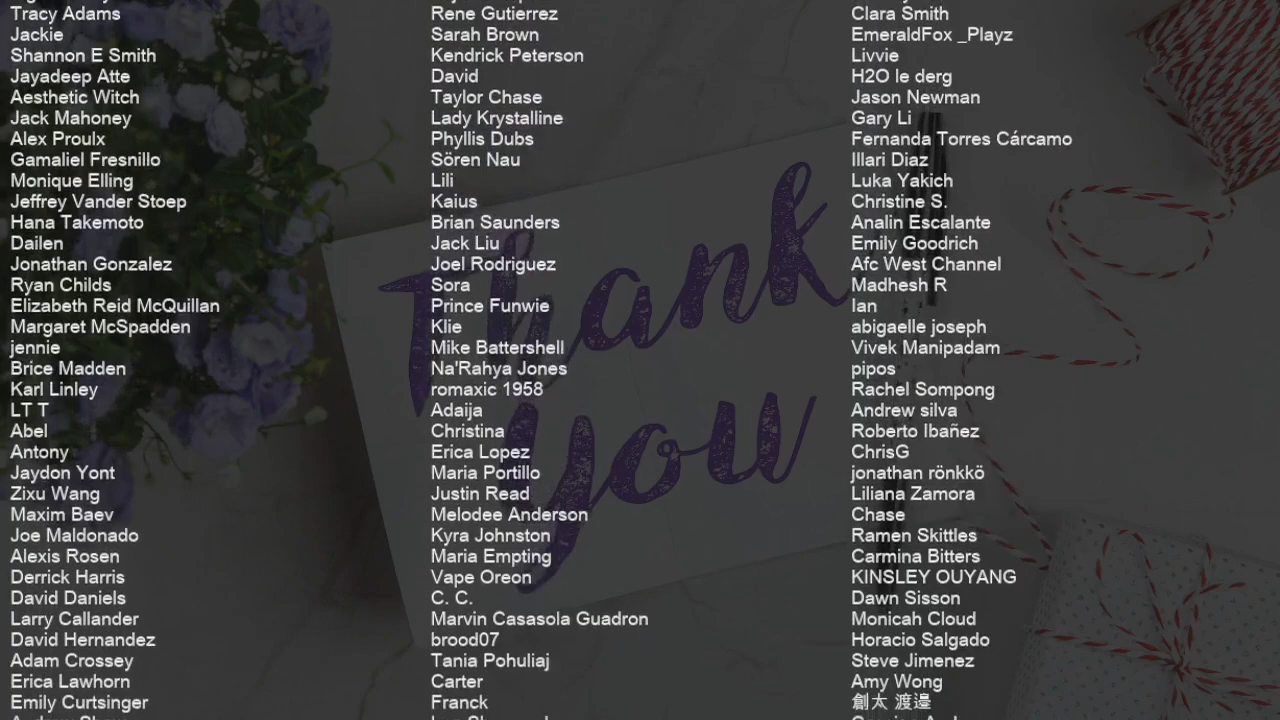 Tracy Adams
Jackie
Shannon E Smith
Jayadeep Atte
Aesthetic Witch
Jack Mahoney
Alex Proulx
Gamaliel Fresnillo
Monique Elling
Jeffrey Vander Stoep
Hana Takemoto
Dailen
Jonathan Gonzalez
Ryan Childs
Elizabeth Reid McQuillan
Margaret McSpadden
jennie
Brice Madden
Karl Linley
LT T
Abel
Antony
Jaydon Yont
Zixu Wang
Maxim Baev
Joe Maldonado
Alexis Rosen
Derrick Harris
David Daniels
Larry Callander
David Hernandez
Adam Crossey
Erica Lawhorn
Emily Curtsinger
Rene Gutierrez
Sarah Brown
Kendrick Peterson
David
Taylor Chase
Lady Krystalline
Phyllis Dubs
Sören Nau
Lili
Kaius
Brian Saunders
Jack Liu
Joel Rodriguez
Sora
Prince Funwie
Klie
Mike Battershell
Na'Rahya Jones
romaxic 1958
Adaija
Christina
Erica Lopez
Maria Portillo
Justin Read
Melodee Anderson
Kyra Johnston
Maria Empting
Vape Oreon
C. C.
Marvin Casasola Guadron
brood07
Tania Pohuliaj
Carter
Franck
Clara Smith
EmeraldFox _Playz
Livvie
H2O le derg
Jason Newman
Gary Li
Fernanda Torres Cárcamo
Illari Diaz
Luka Yakich
Christine S.
Analin Escalante
Emily Goodrich
Afc West Channel
Madhesh R
Ian
abigaelle joseph
Vivek Manipadam
pipos
Rachel Sompong
Andrew silva
Roberto Ibañez
ChrisG
jonathan rönkkö
Liliana Zamora
Chase
Ramen Skittles
Carmina Bitters
KINSLEY OUYANG
Dawn Sisson
Monicah Cloud
Horacio Salgado
Steve Jimenez
Amy Wong
創太 渡邉
Thank
you